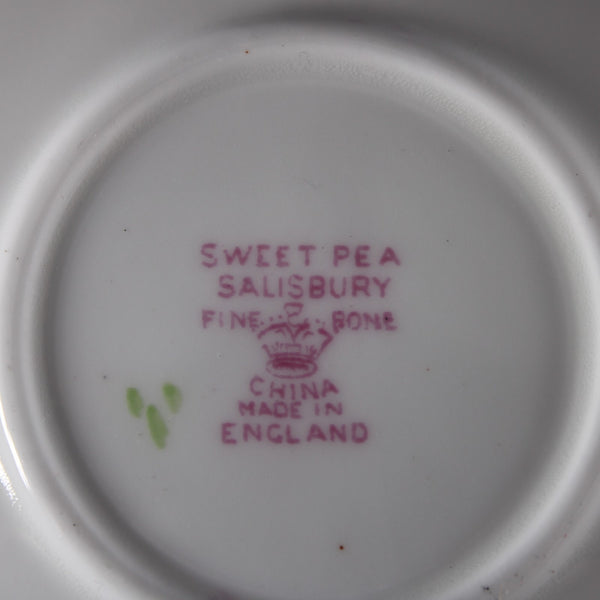 SWEET PEA
SALISBURY
FINE BONE
CHINA
MADE IN
ENGLAND